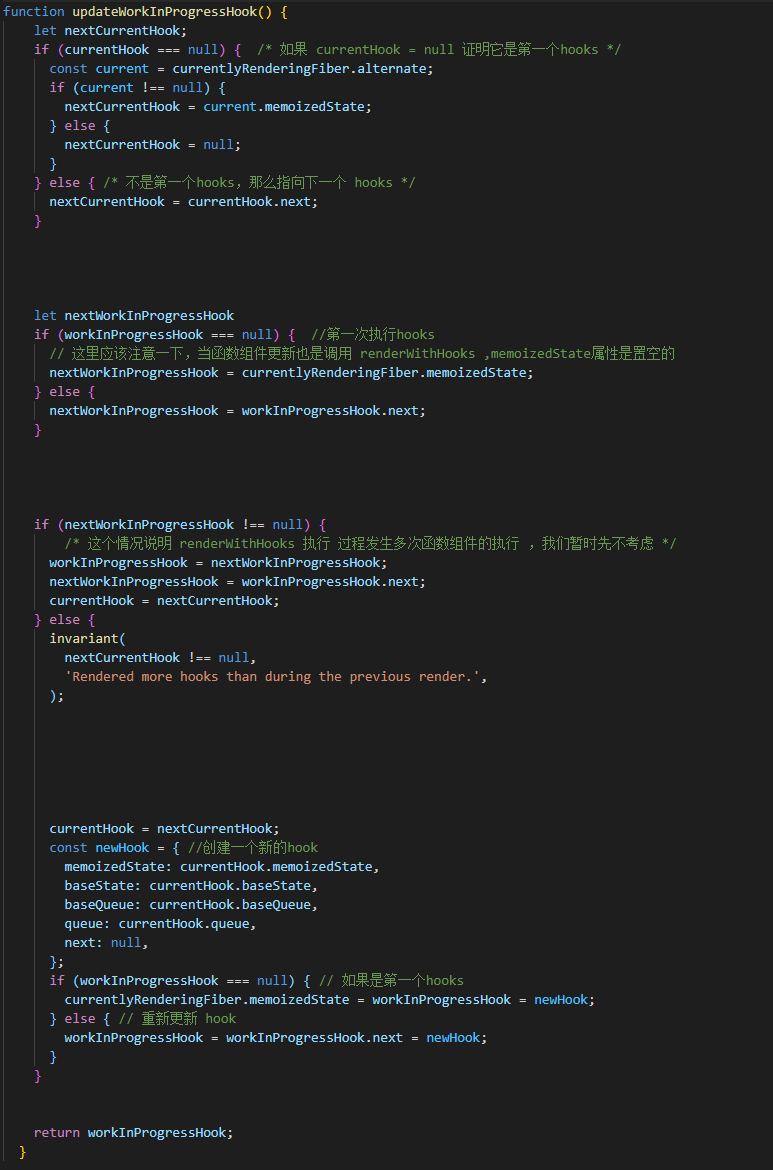 function updateWorkInProgressHook() {
let nextCurrentHook;
if (currentHook === null) {  /* 如果 currentHook = null 证明它是第一个hooks */
const current = currentlyRenderingFiber.alternate;
if (current !== null) {
nextCurrentHook = current.memoizedState;
} else {
nextCurrentHook = null;
}
} else { /* 不是第一个hooks，那么指向下一个 hooks */
nextCurrentHook = currentHook.next;
}
let nextWorkInProgressHook
if (workInProgressHook === null) {  //第一次执行hooks
// 这里应该注意一下，当函数组件更新也是调用 renderWithHooks ,memoizedState属性是置空的
nextWorkInProgressHook = currentlyRenderingFiber.memoizedState;
} else {
nextWorkInProgressHook = workInProgressHook.next;
}
if (nextWorkInProgressHook !== null) {
/* 这个情况说明 renderWithHooks 执行 过程发生多次函数组件的执行 ，我们暂时先不考虑 */
workInProgressHook = nextWorkInProgressHook;
nextWorkInProgressHook = workInProgressHook.next;
currentHook = nextCurrentHook;
} else {
invariant(
nextCurrentHook !== null,
'Rendered more hooks than during the previous render.',
);
currentHook = nextCurrentHook;
const newHook = { //创建一个新的hook
memoizedState: currentHook.memoizedState,
baseState: currentHook.baseState,
baseQueue: currentHook.baseQueue,
queue: currentHook.queue,
next: null,
};
if (workInProgressHook === null) { // 如果是第一个hooks
currentlyRenderingFiber.memoizedState = workInProgressHook = newHook;
} else { // 重新更新 hook
workInProgressHook = workInProgressHook.next = newHook;
}
}
return workInProgressHook;
}